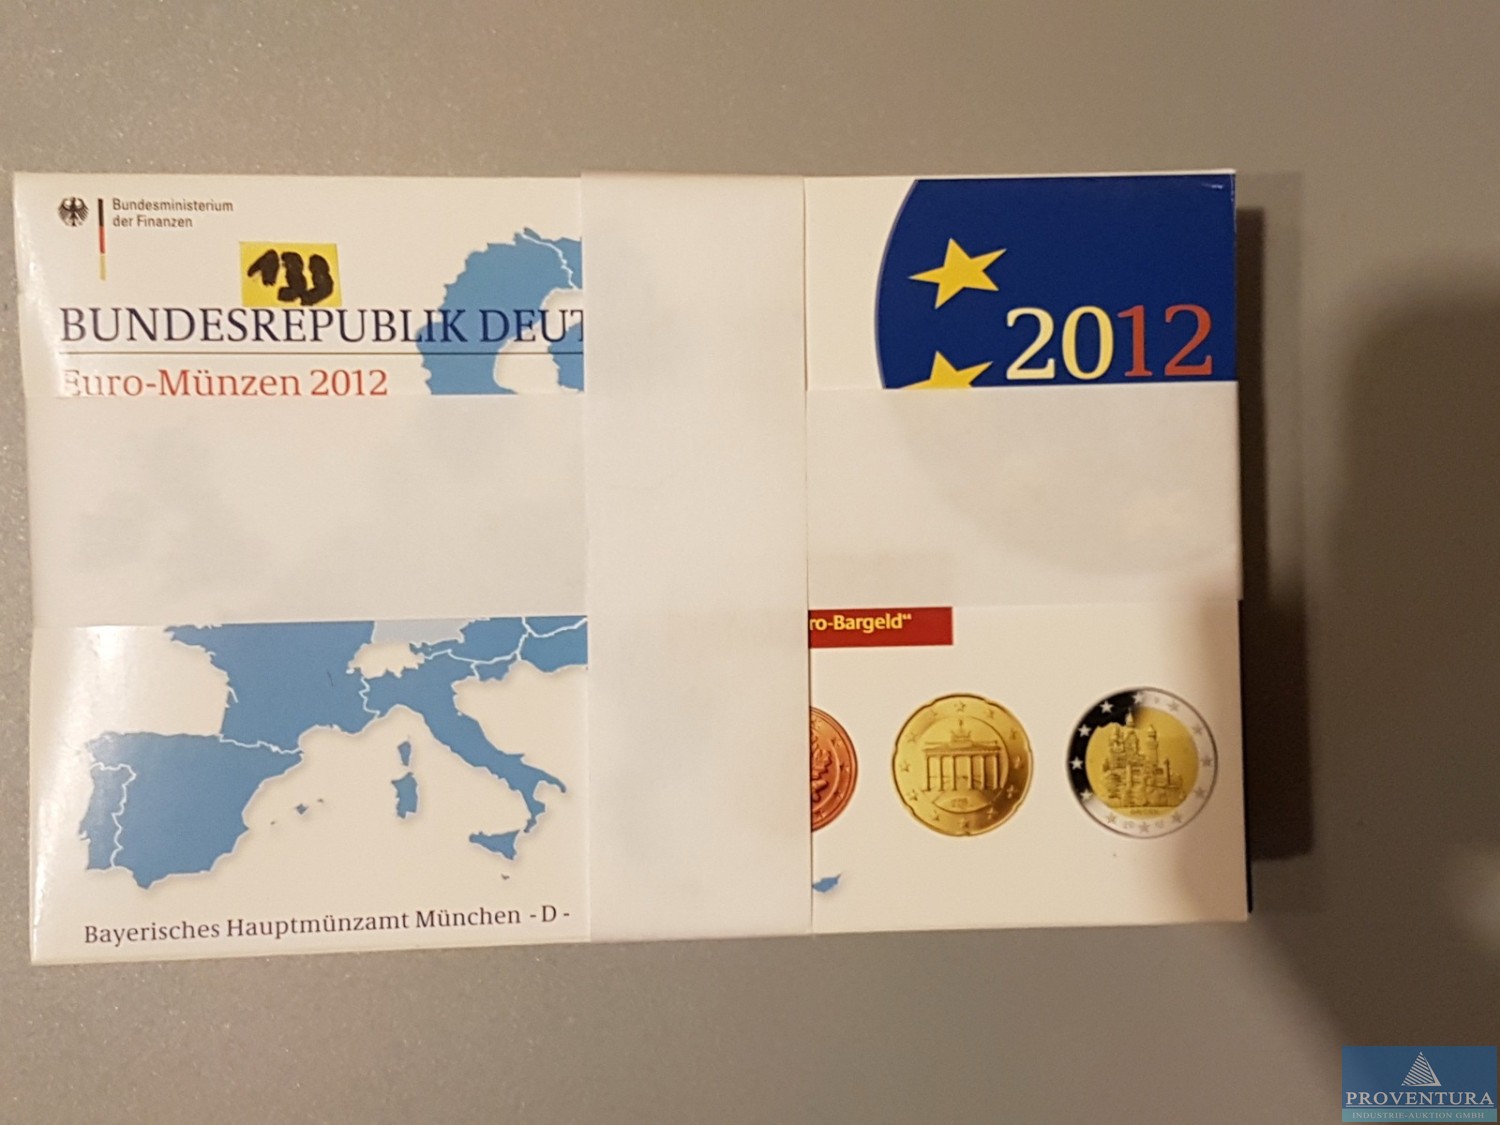 Bundesministerium
der Finanzen
133
BUNDESREPUBLIK DEUT
Euro-Münzen 2012
2012
ro-Bargeld“
Bayerisches Hauptmünzamt München - D -
PROVENTURA
INDUSTRIE-AUKTION GMBH